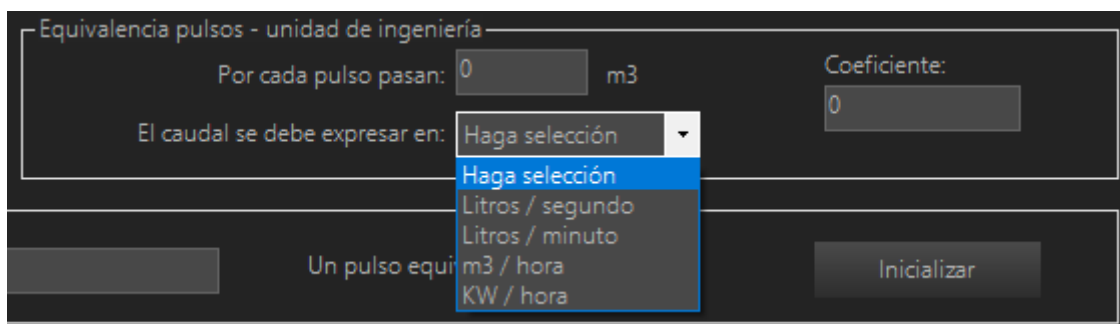 Equivalencia pulsos - unidad de ingeniería
Por cada pulso pasan: 0 m3
Coeficiente:
0
El caudal se debe expresar en: Haga selección
Haga selección
Litros / segundo
Litros / minuto
m3 / hora
KW / hora
Un pulso
Inicializar